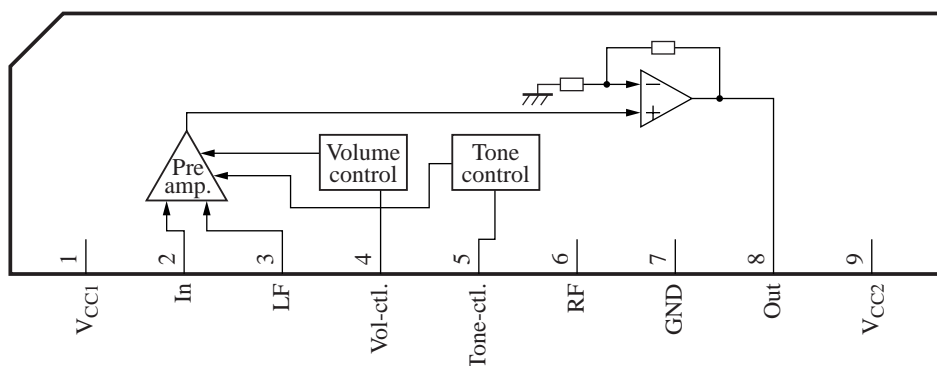 −
+
Pre
amp.
Volume
control
Tone
control
1
2
3
4
5
6
7
8
9
VCC1
In
LF
Vol-ctl.
Tone-ctl.
RF
GND
Out
VCC2